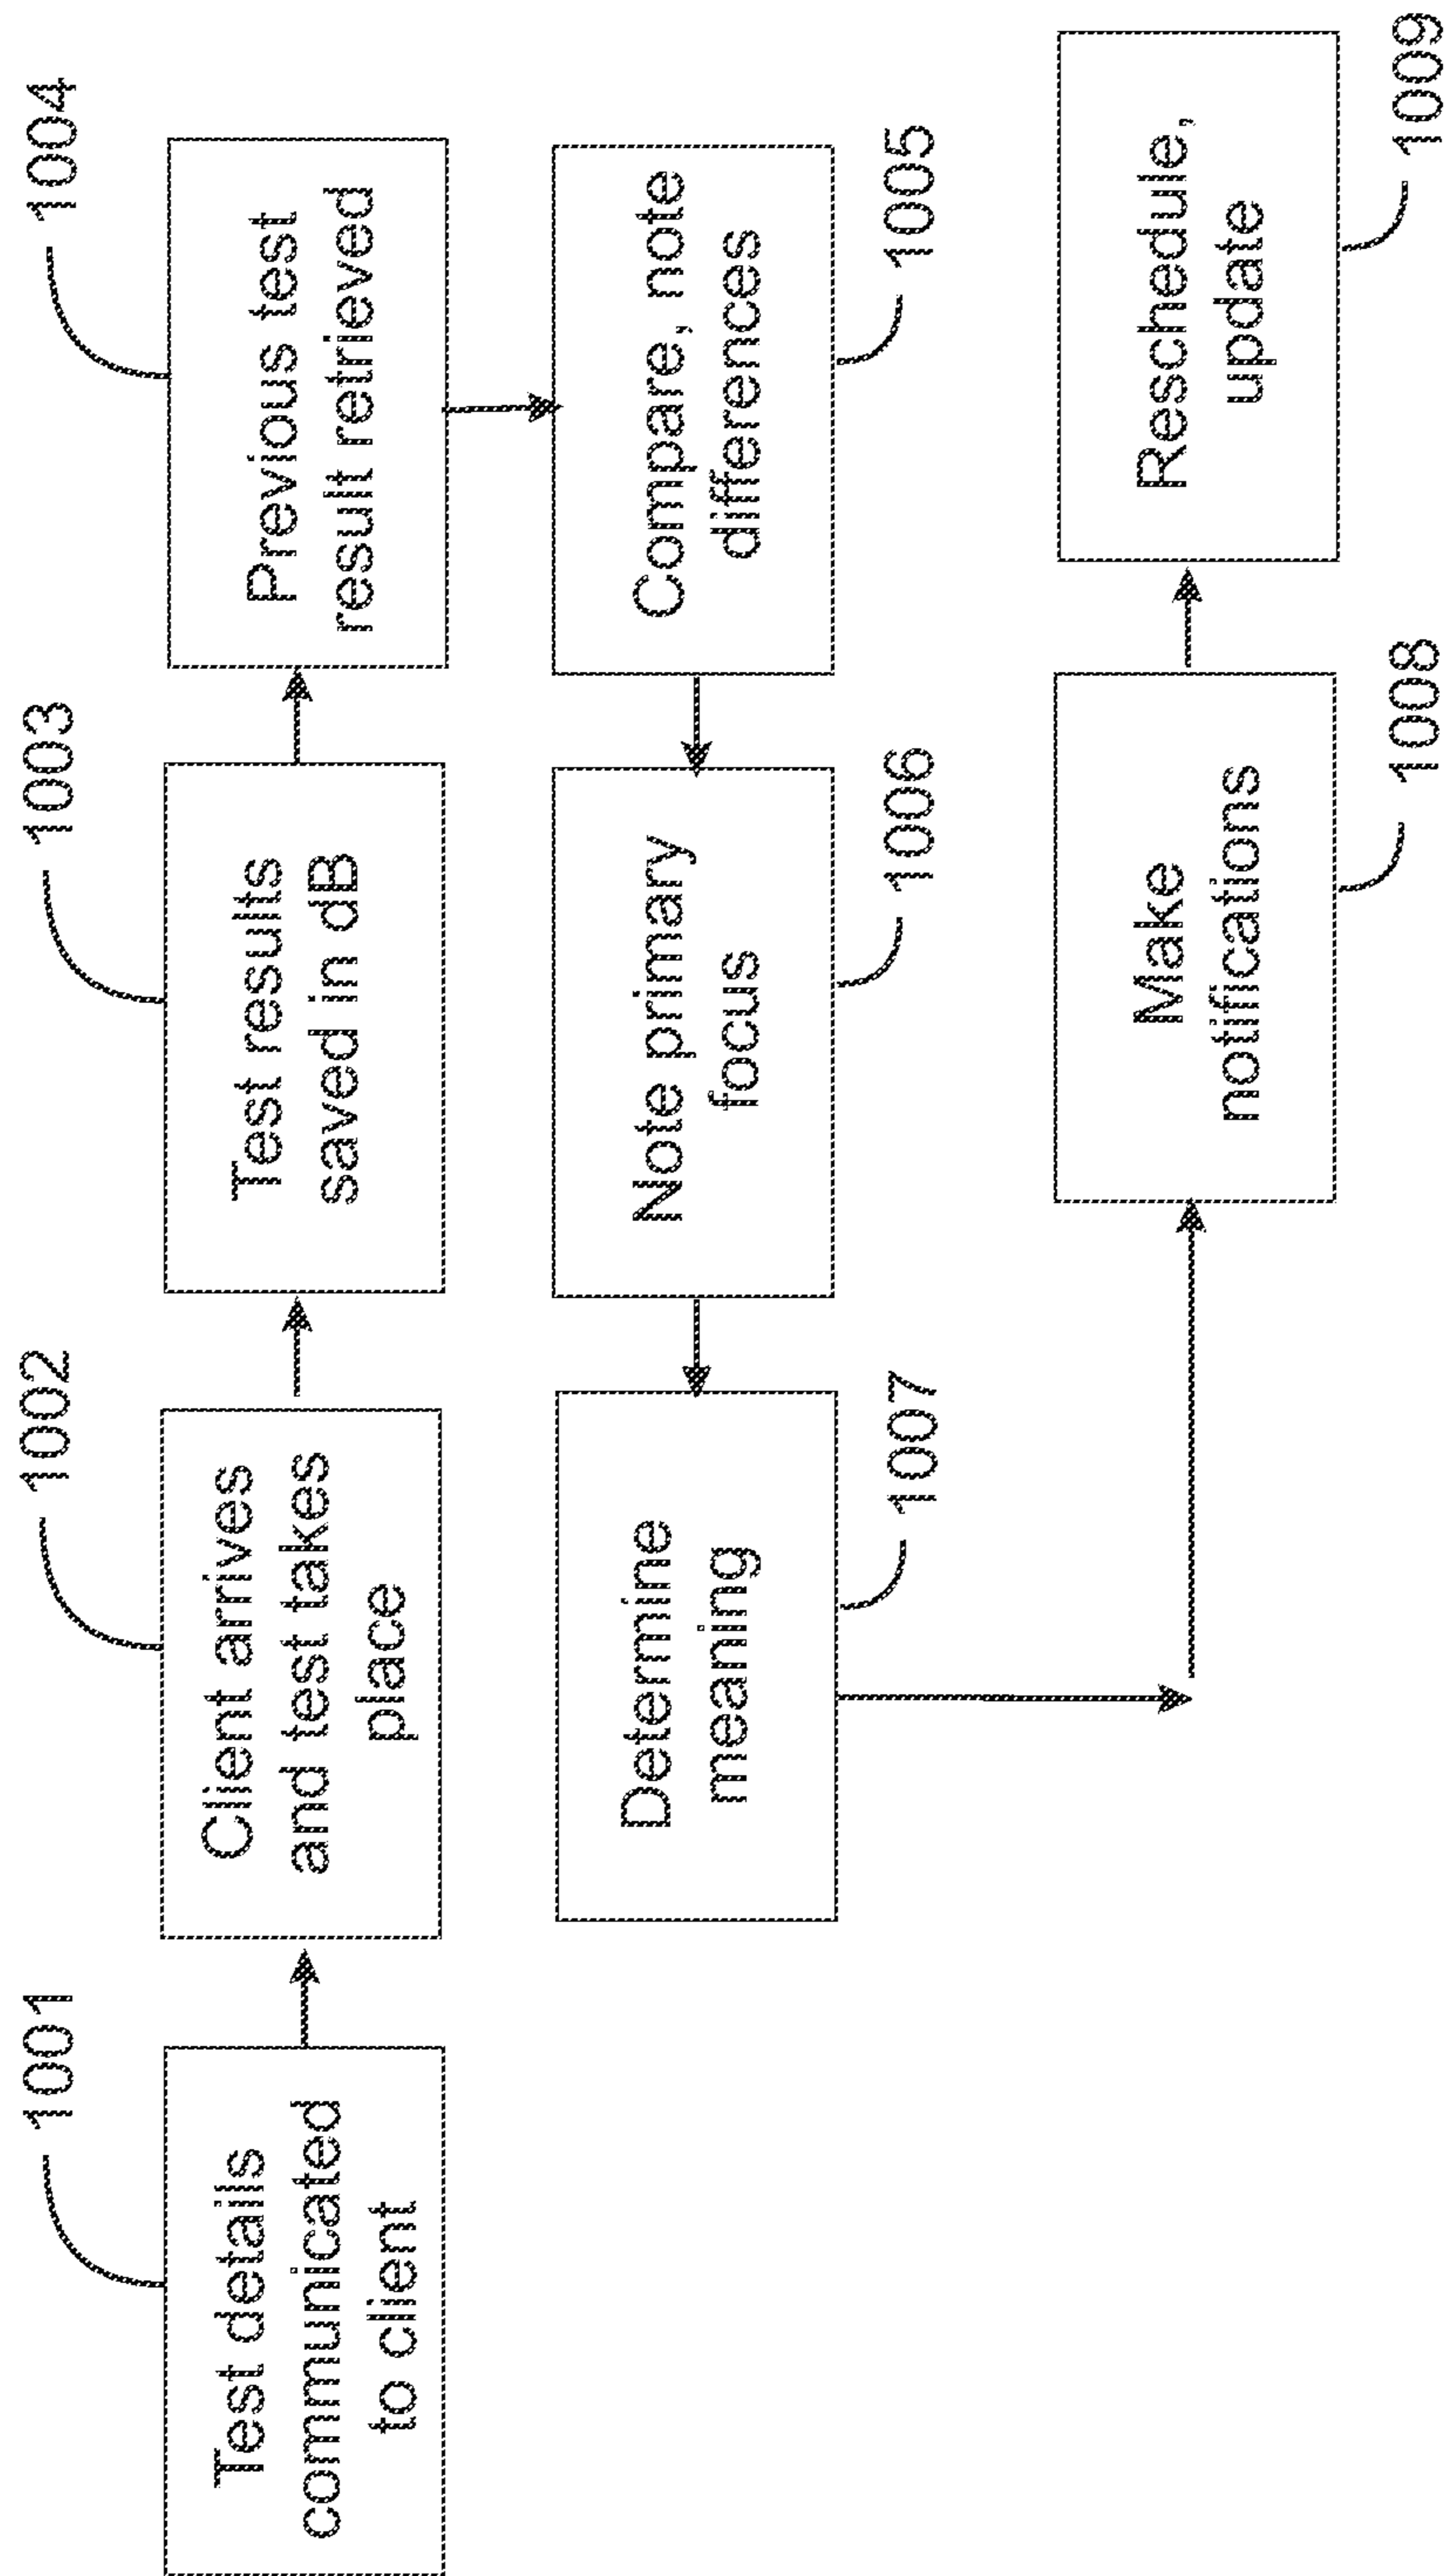 1001
Test details
communicated
to client
1002
Client arrives
and test takes
place
1003
Test results
saved in dB
1004
Previous test
result retrieved
Compare, note
differences
1005
Note primary
focus
1006
Determine
meaning
1007
Make
notifications
1008
Reschedule,
update
1009